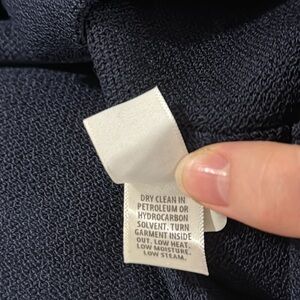 DRY CLEAN IN
PETROLEUM OR
HYDROCARBON
SOLVENT. TURN
GARMENT INSIDE
OUT. LOW HEAT.
LOW MOISTURE.
LOW STEAM.